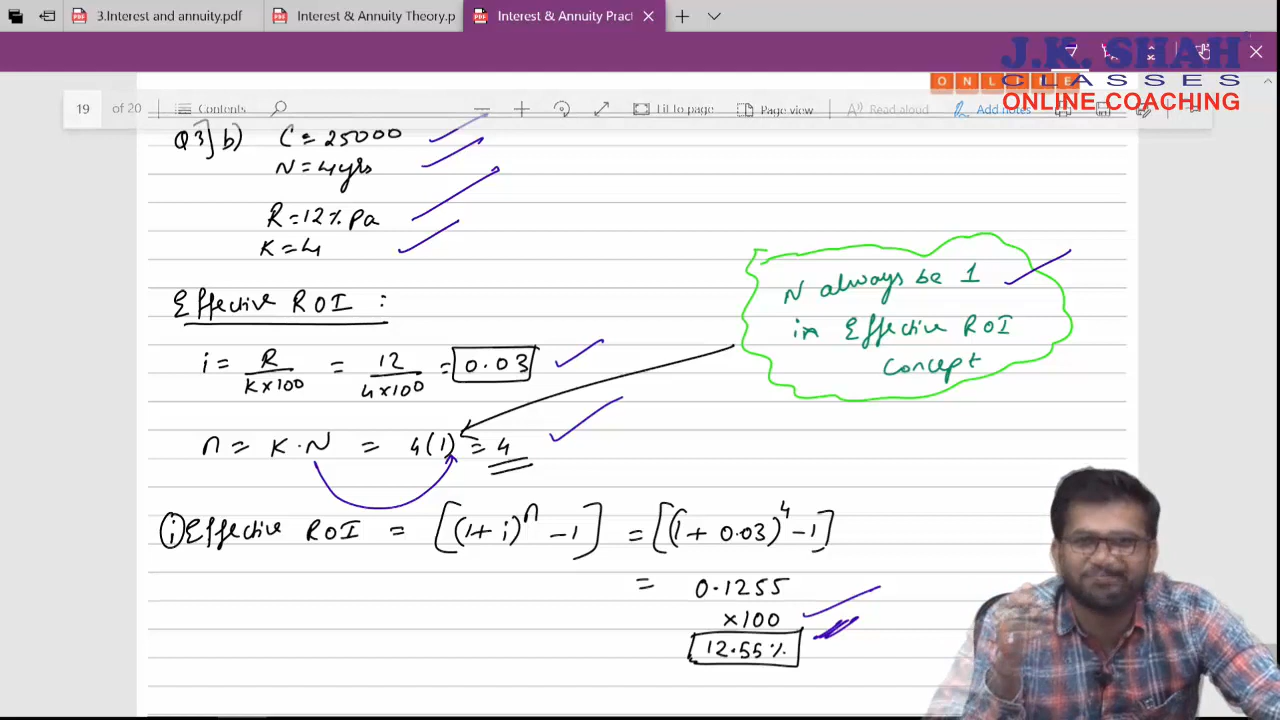 3.Interest and annuity.pdf
Interest & Annuity Theory.p
Interest & Annuity Pract
J.K. SHAH
ONLINE
CLASSES
ONLINE COACHING
19 of 20
Contents
Fit to page
Page view
Read aloud
Add notes
Q3] b) C = 25000
N = 4yrs
R = 12% Pa
K = 4
N always be 1
in Effective ROI
concept
Effective ROI :
i = R / K×100 = 12 / 4×100 = 0.03
n = K·N = 4(1) = 4
(i) Effective ROI = [(1+i)^n − 1] = [(1 + 0.03)^4 − 1]
= 0.1255
×100
12.55%